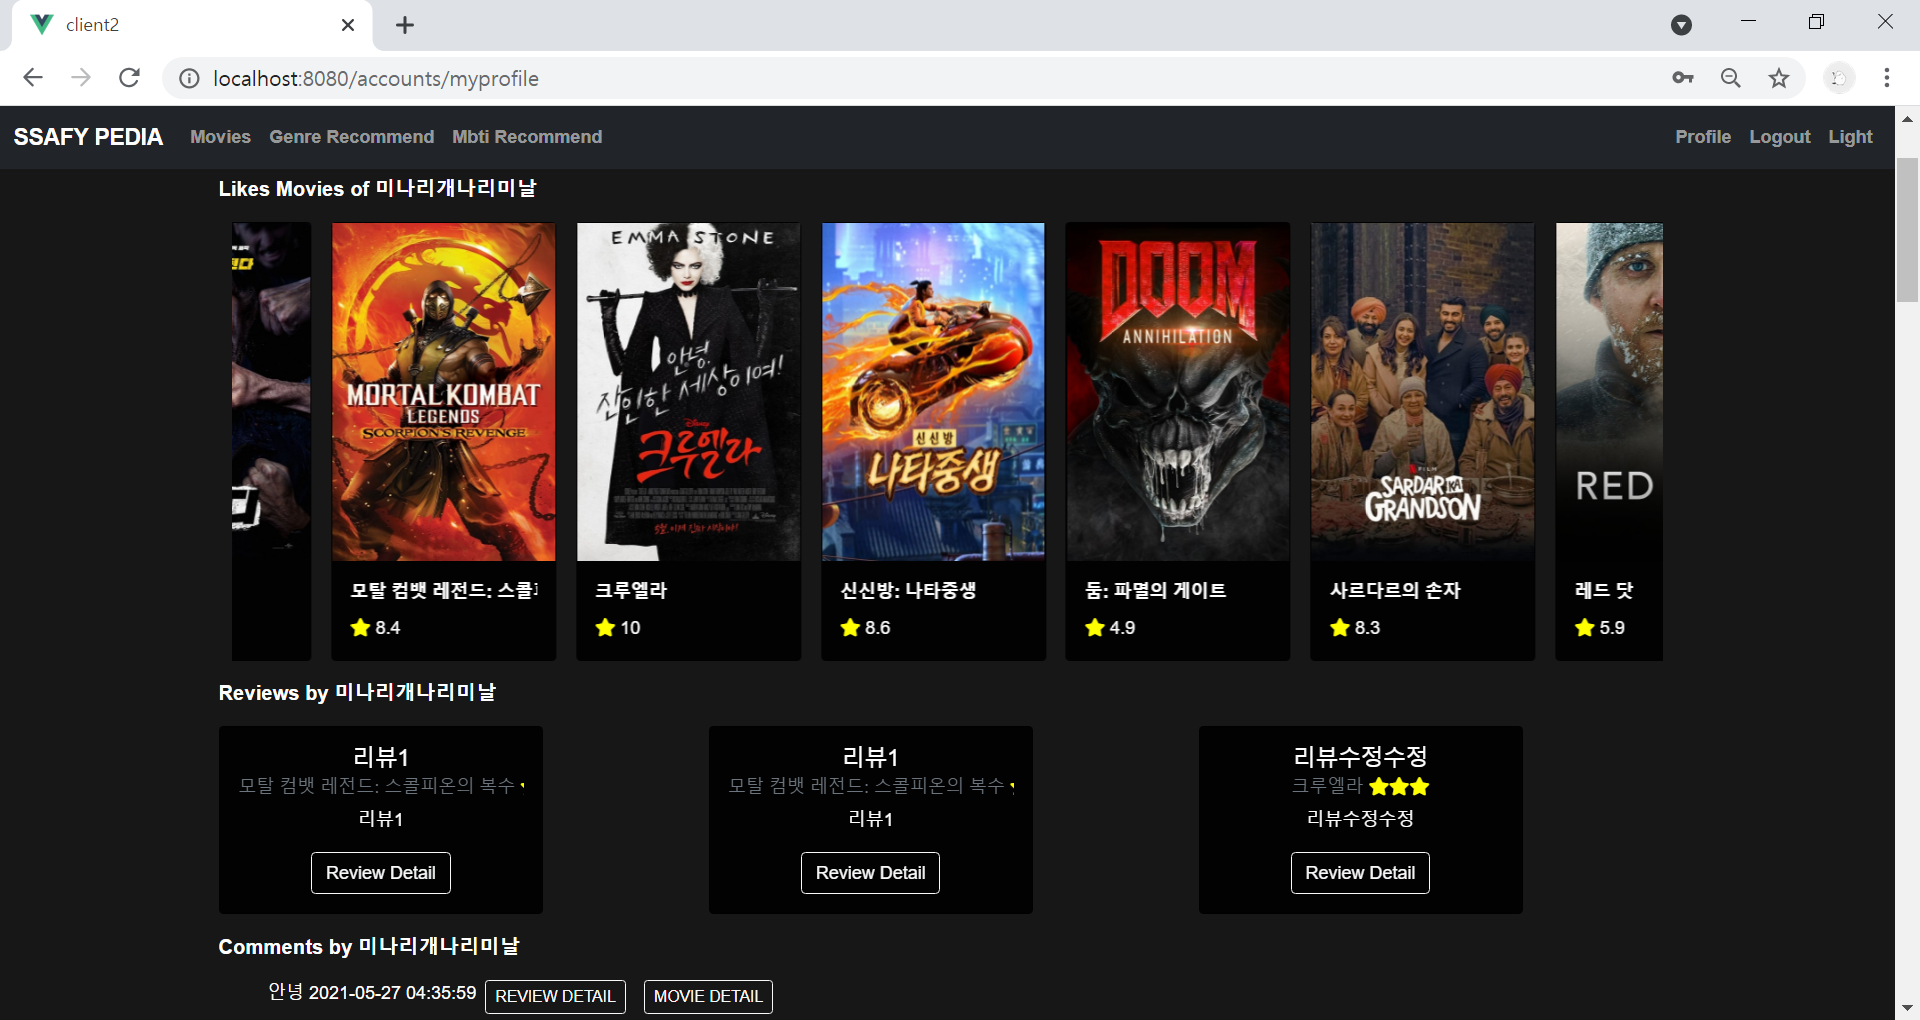 client2
localhost:8080/accounts/myprofile
SSAFY PEDIA Movies Genre Recommend Mbti Recommend Profile Logout Light
Likes Movies of 미나리개나리미날
MORTAL KOMBAT
LEGENDS
SCORPION'S REVENGE
모탈 컴뱃 레전드: 스콜
8.4
EMMA STONE
안녕,
잔인한 세상이여!
Disney
크루엘라
크루엘라
10
신신방
나타중생
신신방: 나타중생
8.6
DOOM
ANNIHILATION
둠: 파멸의 게이트
4.9
FILM
SARDAR KA
GRANDSON
사르다르의 손자
8.3
RED
레드 닷
5.9
Reviews by 미나리개나리미날
리뷰1
모탈 컴뱃 레전드: 스콜피온의 복수
리뷰1
Review Detail
리뷰1
모탈 컴뱃 레전드: 스콜피온의 복수
리뷰1
Review Detail
리뷰수정수정
크루엘라
리뷰수정수정
Review Detail
Comments by 미나리개나리미날
안녕 2021-05-27 04:35:59 REVIEW DETAIL MOVIE DETAIL